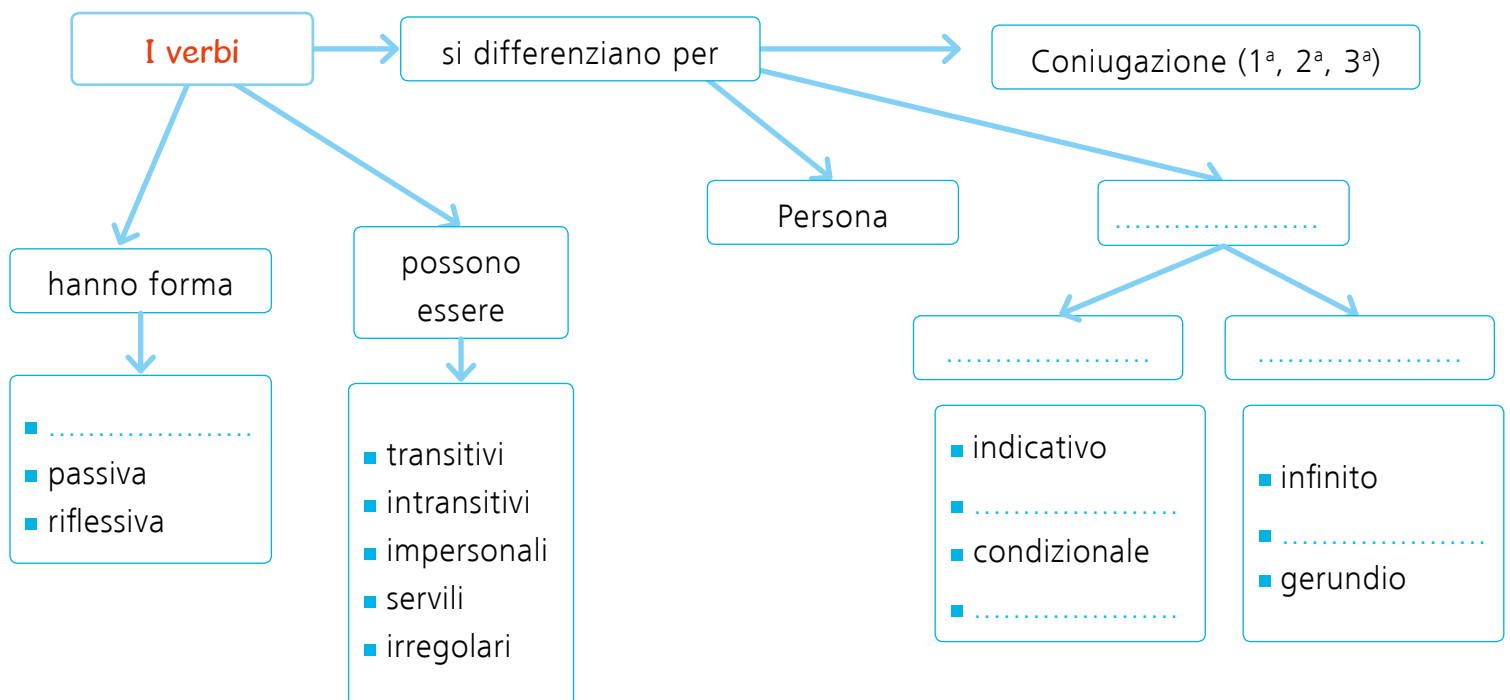 I verbi
si differenziano per
Coniugazione (1ª, 2ª, 3ª)
Persona
.....................
hanno forma
possono
essere
.....................
.....................
■ .....................
■ passiva
■ riflessiva
■ transitivi
■ intransitivi
■ impersonali
■ servili
■ irregolari
■ indicativo
■ .....................
■ condizionale
■ .....................
■ infinito
■ .....................
■ gerundio